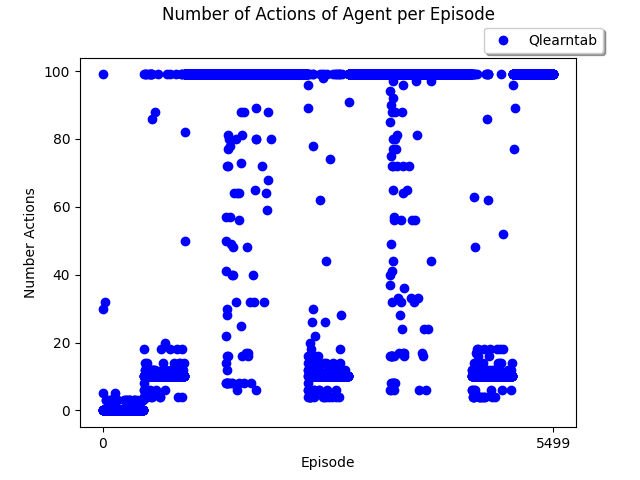 Number of Actions of Agent per Episode
Qlearntab
100
80
60
40
20
0
Number Actions
0
5499
Episode